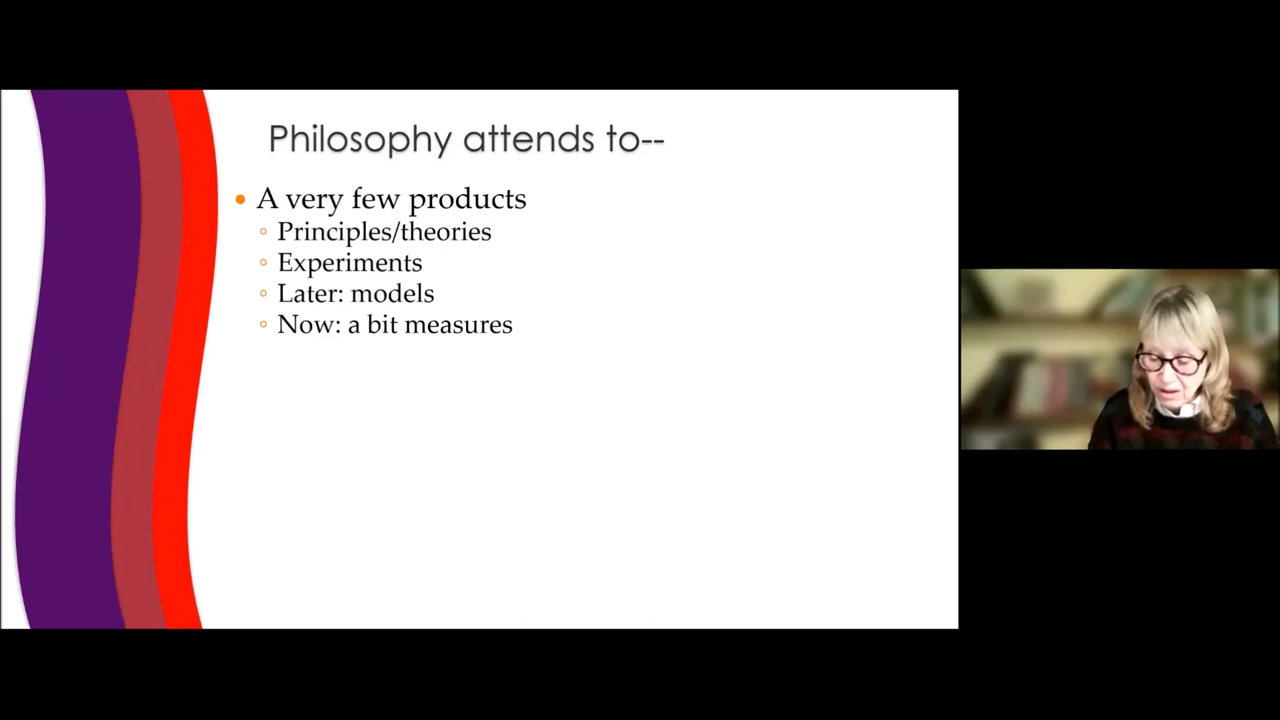 Philosophy attends to--
• A very few products
◦ Principles/theories
◦ Experiments
◦ Later: models
◦ Now: a bit measures